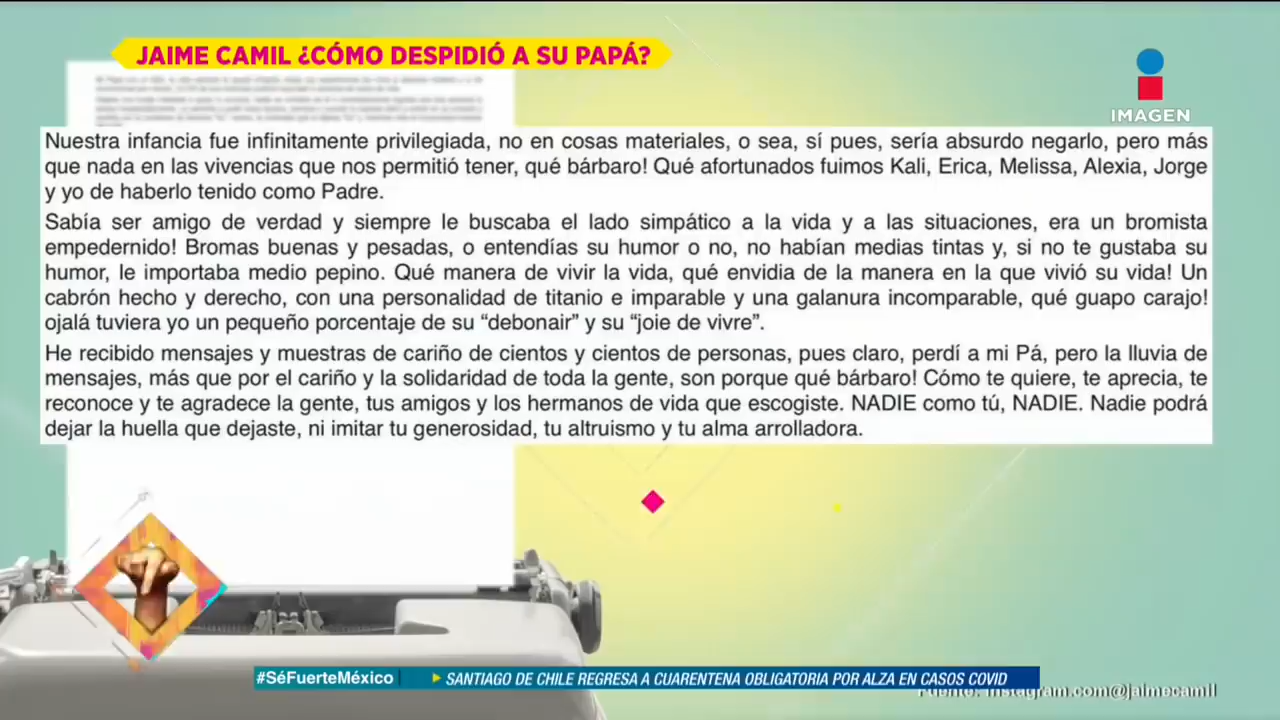 JAIME CAMIL ¿CÓMO DESPIDIÓ A SU PAPÁ?
IMAGEN
Nuestra infancia fue infinitamente privilegiada, no en cosas materiales, o sea, sí pues, sería absurdo negarlo, pero más
que nada en las vivencias que nos permitió tener, qué bárbaro! Qué afortunados fuimos Kali, Erica, Melissa, Alexia, Jorge
y yo de haberlo tenido como Padre.
Sabía ser amigo de verdad y siempre le buscaba el lado simpático a la vida y a las situaciones, era un bromista
empedernido! Bromas buenas y pesadas, o entendías su humor o no, no habían medias tintas y, si no te gustaba su
humor, le importaba medio pepino. Qué manera de vivir la vida, qué envidia de la manera en la que vivió su vida! Un
cabrón hecho y derecho, con una personalidad de titanio e imparable y una galanura incomparable, qué guapo carajo!
ojalá tuviera yo un pequeño porcentaje de su “debonair” y su “joie de vivre”.
He recibido mensajes y muestras de cariño de cientos y cientos de personas, pues claro, perdí a mi Pá, pero la lluvia de
mensajes, más que por el cariño y la solidaridad de toda la gente, son porque qué bárbaro! Cómo te quiere, te aprecia, te
reconoce y te agradece la gente, tus amigos y los hermanos de vida que escogiste. NADIE como tú, NADIE. Nadie podrá
dejar la huella que dejaste, ni imitar tu generosidad, tu altruismo y tu alma arrolladora.
#SéFuerteMéxico
SANTIAGO DE CHILE REGRESA A CUARENTENA OBLIGATORIA POR ALZA EN CASOS COVID
Fuente: Instagram.com@jaimecamil